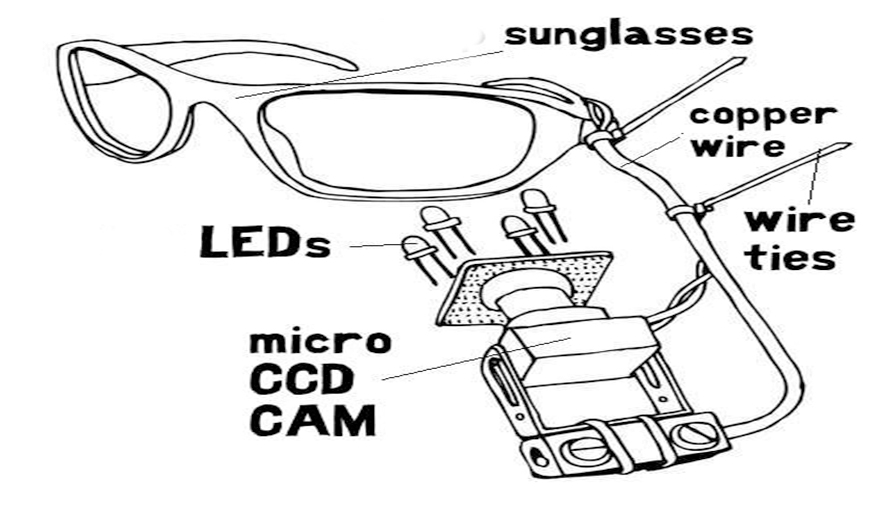 sunglasses
copper
wire
wire
ties
LEDs
micro
CCD
CAM